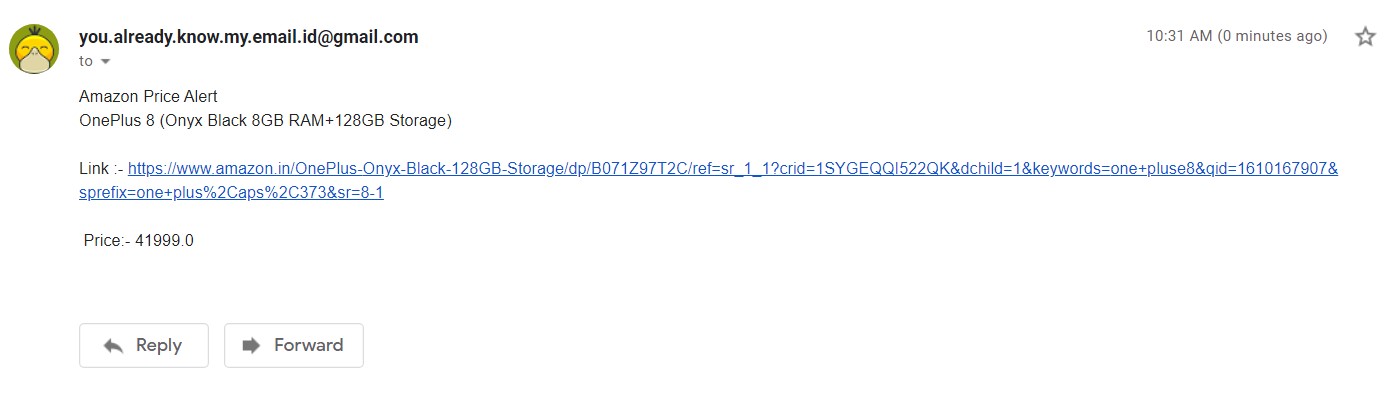 you.already.know.my.email.id@gmail.com
10:31 AM (0 minutes ago)
to
Amazon Price Alert
OnePlus 8 (Onyx Black 8GB RAM+128GB Storage)
Link :- https://www.amazon.in/OnePlus-Onyx-Black-128GB-Storage/dp/B071Z97T2C/ref=sr_1_1?crid=1SYGEQQI522QK&dchild=1&keywords=one+pluse8&qid=1610167907&
sprefix=one+plus%2Caps%2C373&sr=8-1
Price:- 41999.0
Reply
Forward